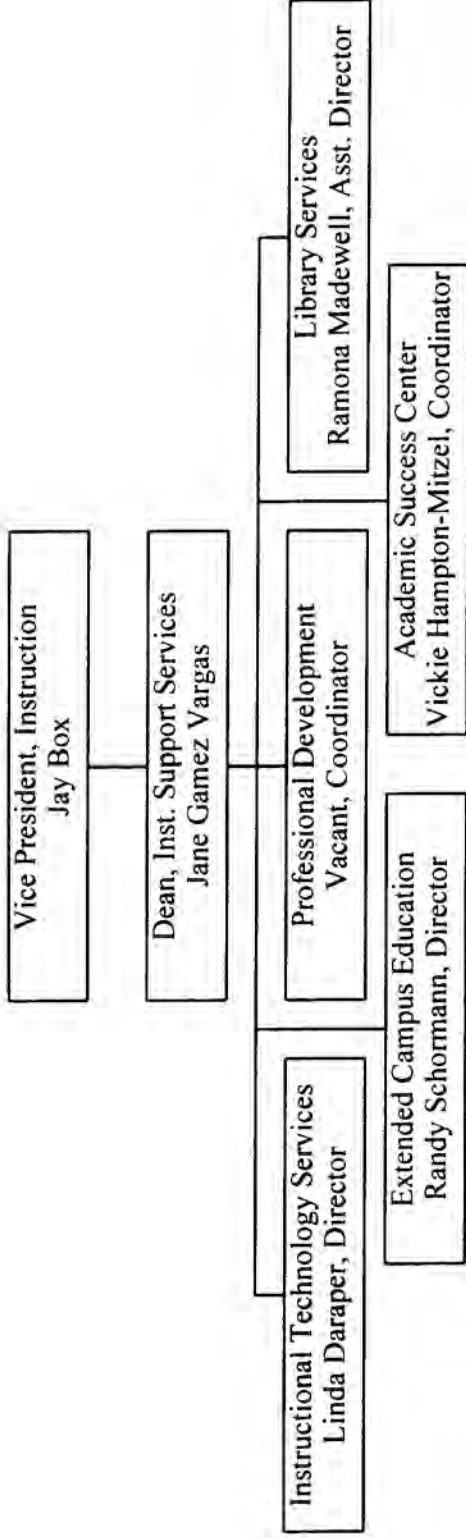 Vice President, Instruction
Jay Box
Dean, Inst. Support Services
Jane Gamez Vargas
Instructional Technology Services
Linda Daraper, Director
Professional Development
Vacant, Coordinator
Library Services
Ramona Madewell, Asst. Director
Extended Campus Education
Randy Schormann, Director
Academic Success Center
Vickie Hampton-Mitzel, Coordinator